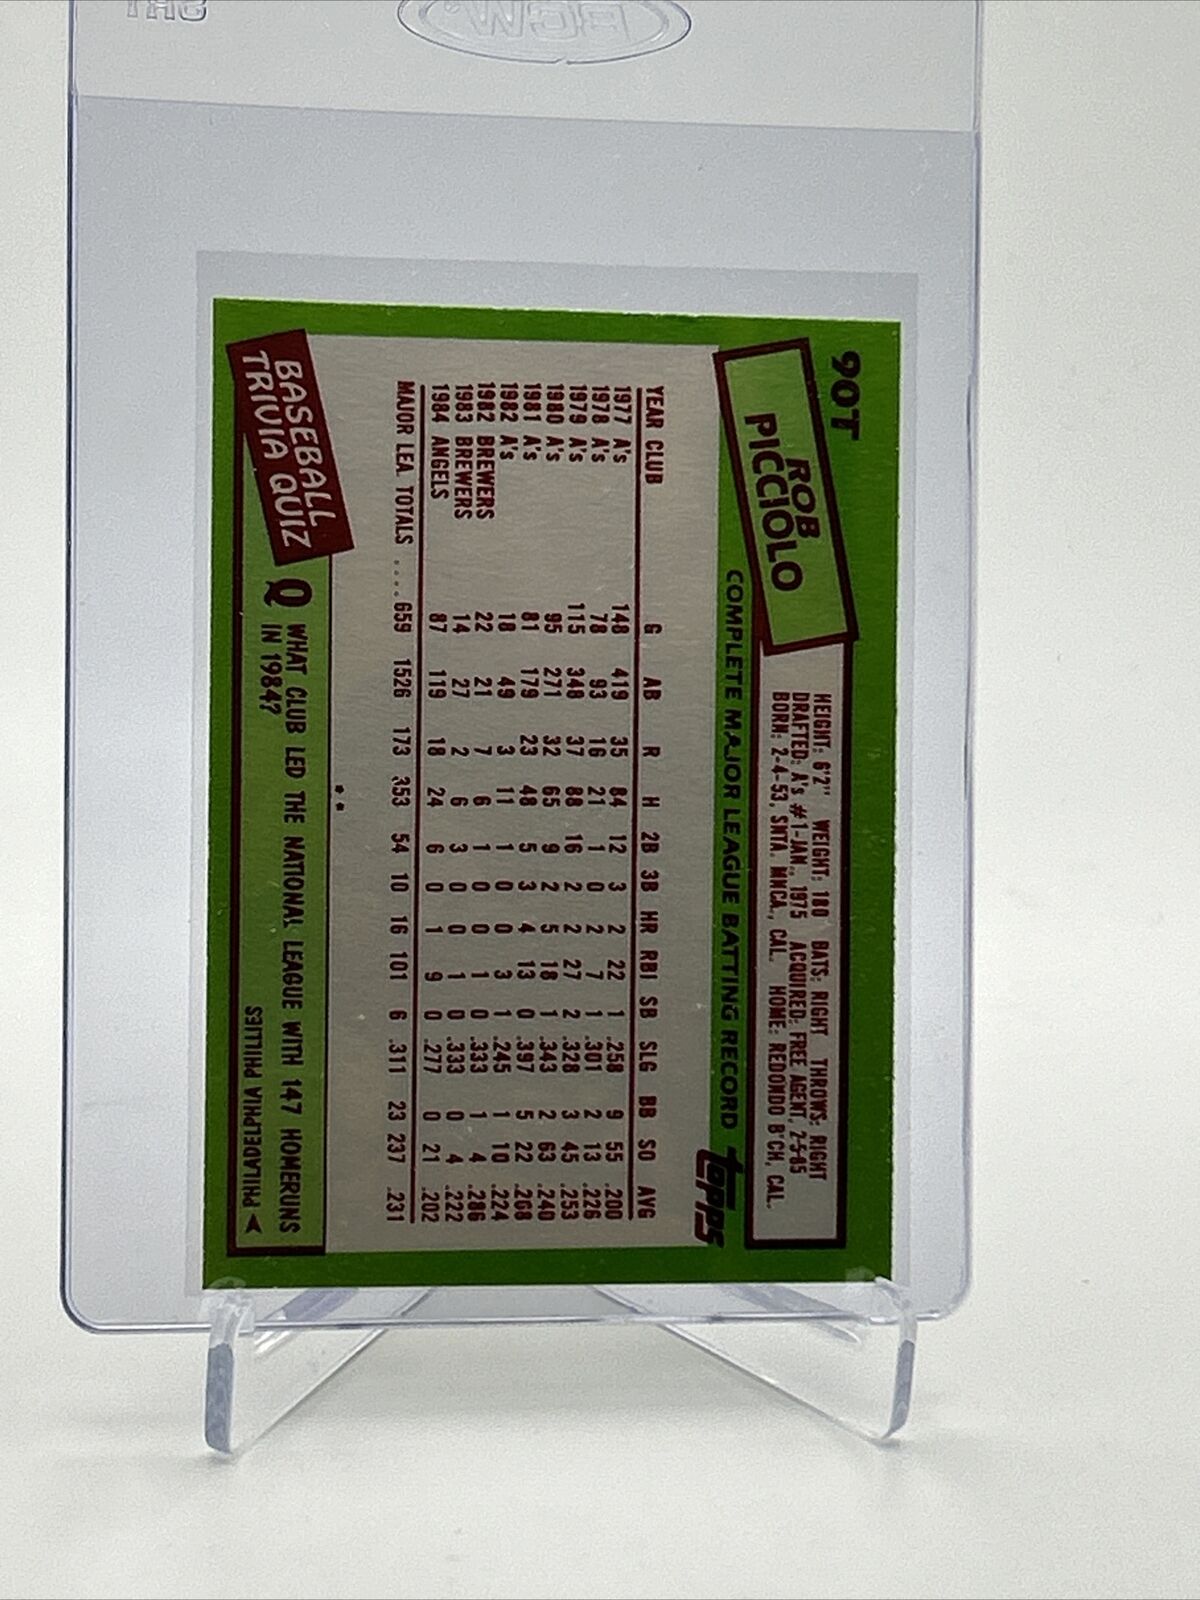 90T
ROB
PICCIOLO
HEIGHT: 6'2" WEIGHT: 180 BATS: RIGHT THROWS: RIGHT
DRAFTED: A's #1-JAN., 1975 ACQUIRED: FREE AGENT, 2-5-85
BORN: 2-4-53, SNTA. MNCA., CAL. HOME: REDONDO B'CH, CAL.
COMPLETE MAJOR LEAGUE BATTING RECORD
topps
YEAR CLUB G AB R H 2B 3B HR RBI SB SLG BB SO AVG
1977 A's 148 419 35 84 12 3 2 22 1 .258 9 55 .200
1978 A's 78 93 16 21 1 0 2 7 1 .301 2 13 .226
1979 A's 115 348 37 88 16 2 2 27 2 .328 3 45 .253
1980 A's 95 271 32 65 9 2 5 18 1 .343 2 63 .240
1981 A's 81 179 23 48 5 3 4 13 0 .397 5 22 .268
1982 A's 18 49 3 11 1 0 0 3 1 .245 1 10 .224
1982 BREWERS 22 21 7 6 1 0 0 1 0 .333 1 4 .286
1983 BREWERS 14 27 2 6 3 0 0 1 0 .333 0 4 .222
1984 ANGELS 87 119 18 24 6 0 1 9 0 .277 0 21 .202
MAJOR LEA. TOTALS .... 659 1526 173 353 54 10 16 101 6 .311 23 237 .231
**
BASEBALL
TRIVIA QUIZ
Q WHAT CLUB LED THE NATIONAL LEAGUE WITH 147 HOMERUNS
IN 1984?
PHILADELPHIA PHILLIES